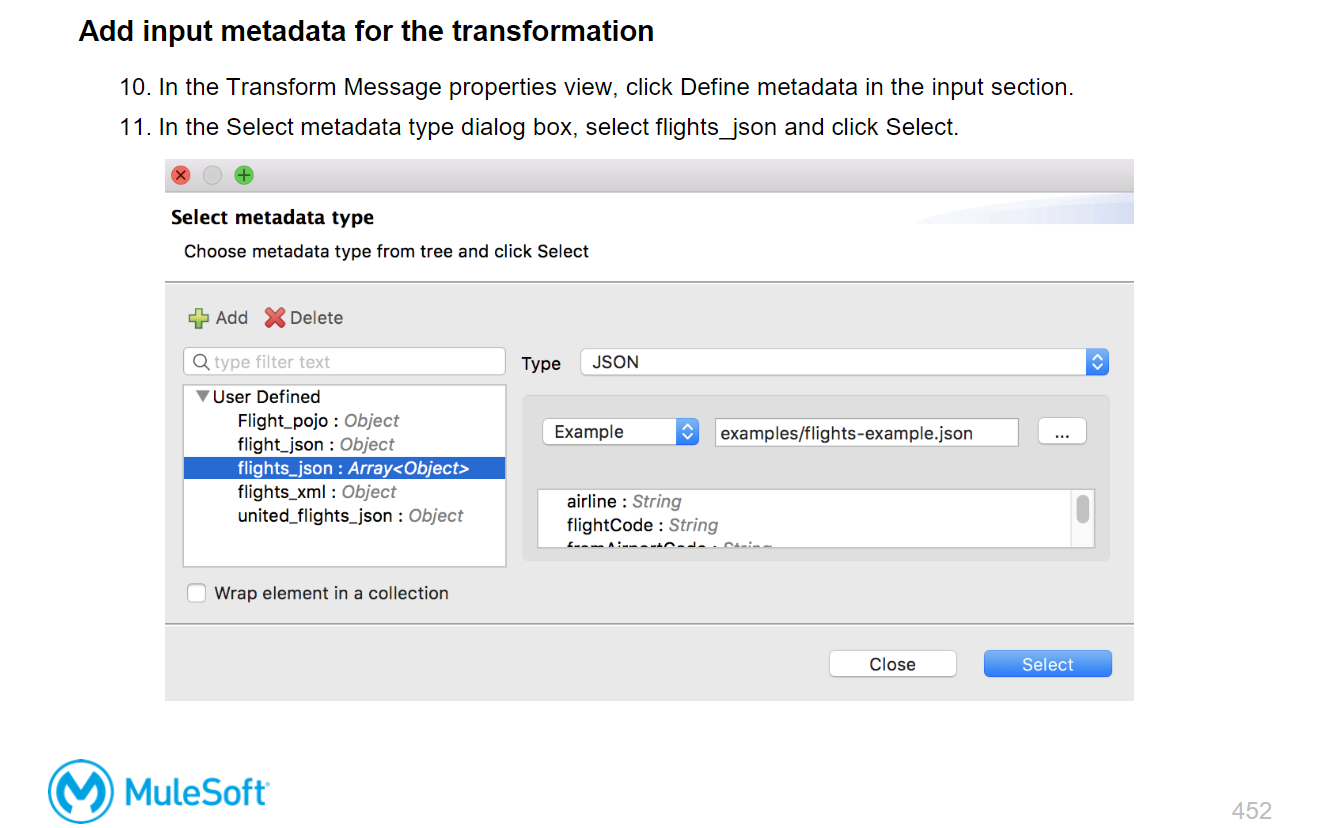 Add input metadata for the transformation
10. In the Transform Message properties view, click Define metadata in the input section.
11. In the Select metadata type dialog box, select flights_json and click Select.
Select metadata type
Choose metadata type from tree and click Select
Add Delete
type filter text
Type JSON
User Defined
Flight_pojo : Object
flight_json : Object
flights_json : Array<Object>
flights_xml : Object
united_flights_json : Object
Example examples/flights-example.json ...
airline : String
flightCode : String
fromAirportCode : String
Wrap element in a collection
Close Select
MuleSoft
452